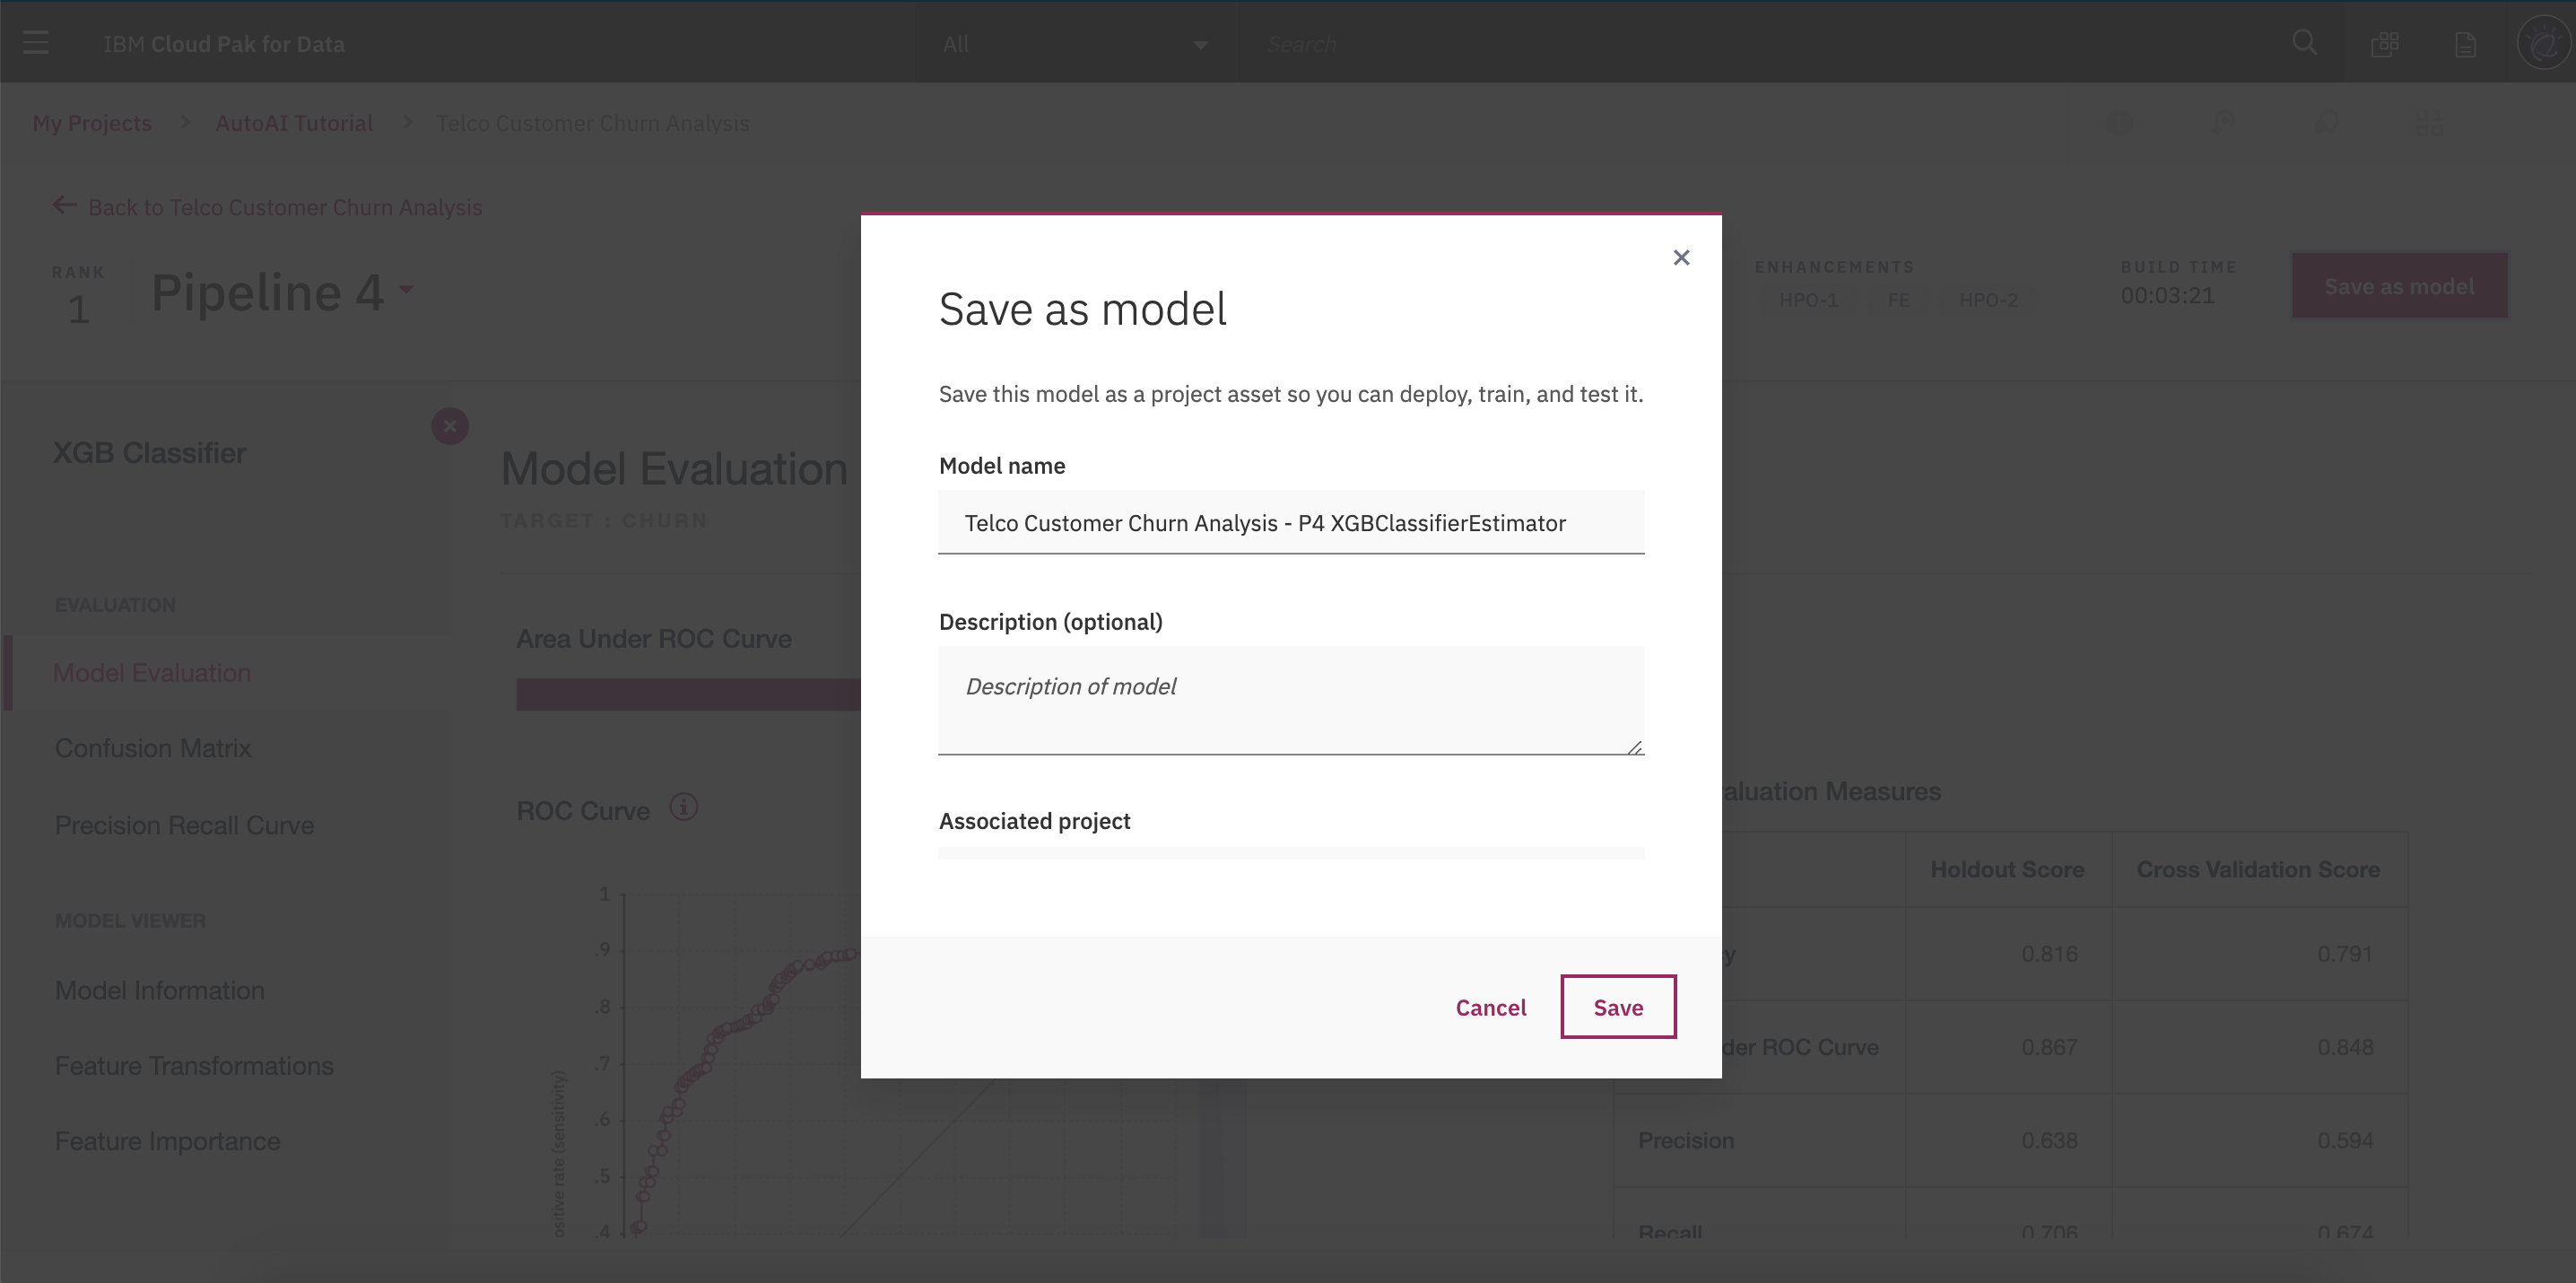 IBM Cloud Pak for Data
All
Search
My Projects > AutoAI Tutorial > Telco Customer Churn Analysis
Back to Telco Customer Churn Analysis
RANK
1
Pipeline 4
ENHANCEMENTS
HPO-1 FE HPO-2
BUILD TIME
00:03:21
Save as model
XGB Classifier
EVALUATION
Model Evaluation
Confusion Matrix
Precision Recall Curve
MODEL VIEWER
Model Information
Feature Transformations
Feature Importance
Model Evaluation
TARGET : CHURN
Area Under ROC Curve
ROC Curve
1
.9
.8
.7
.6
.5
.4
ositive rate (sensitivity)
Save as model
Save this model as a project asset so you can deploy, train, and test it.
Model name
Telco Customer Churn Analysis - P4 XGBClassifierEstimator
Description (optional)
Description of model
Associated project
Cancel
Save
aluation Measures
Holdout Score Cross Validation Score
y 0.816 0.791
der ROC Curve 0.867 0.848
Precision 0.638 0.594
Recall 0.706 0.674